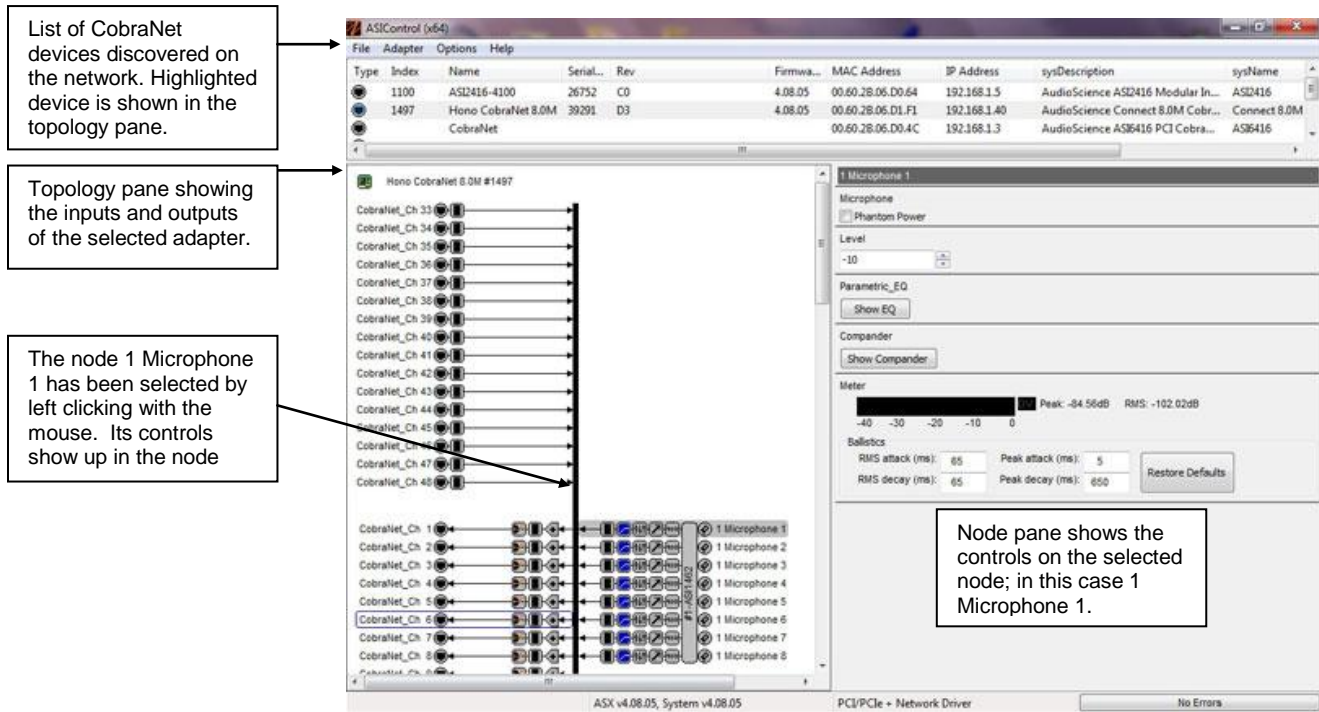 List of CobraNet
devices discovered on
the network. Highlighted
device is shown in the
topology pane.
Topology pane showing
the inputs and outputs
of the selected adapter.
The node 1 Microphone
1 has been selected by
left clicking with the
mouse. Its controls
show up in the node
ASIControl (x64)
File Adapter Options Help
Type Index Name Serial... Rev Firmwa... MAC Address IP Address sysDescription sysName
1100 ASI2416-4100 26752 C0 4.08.05 00.60.2B.06.D0.64 192.168.1.5 AudioScience ASI2416 Modular In... ASI2416
1497 Hono CobraNet 8.0M 39291 D3 4.08.05 00.60.2B.06.D1.F1 192.168.1.40 AudioScience Connect 8.0M Cobr... Connect 8.0M
CobraNet 00.60.2B.06.D0.4C 192.168.1.3 AudioScience ASI6416 PCI Cobra... ASI6416
Hono CobraNet 8.0M #1497
CobraNet_Ch 33
CobraNet_Ch 34
CobraNet_Ch 35
CobraNet_Ch 36
CobraNet_Ch 37
CobraNet_Ch 38
CobraNet_Ch 39
CobraNet_Ch 40
CobraNet_Ch 41
CobraNet_Ch 42
CobraNet_Ch 43
CobraNet_Ch 44
CobraNet_Ch 45
CobraNet_Ch 46
CobraNet_Ch 47
CobraNet_Ch 48
CobraNet_Ch 1 1 Microphone 1
CobraNet_Ch 2 1 Microphone 2
CobraNet_Ch 3 1 Microphone 3
CobraNet_Ch 4 1 Microphone 4
CobraNet_Ch 5 1 Microphone 5
CobraNet_Ch 6 1 Microphone 6
CobraNet_Ch 7 1 Microphone 7
CobraNet_Ch 8 1 Microphone 8
#1-ASI1462
1 Microphone 1
Microphone
Phantom Power
Level
-10
Parametric_EQ
Show EQ
Compander
Show Compander
Meter
Peak: -84.56dB RMS: -102.02dB
-40 -30 -20 -10 0
Ballistics
RMS attack (ms): 65 Peak attack (ms): 5
RMS decay (ms): 65 Peak decay (ms): 650
Restore Defaults
Node pane shows the
controls on the selected
node; in this case 1
Microphone 1.
ASX v4.08.05, System v4.08.05 PCI/PCIe + Network Driver No Errors